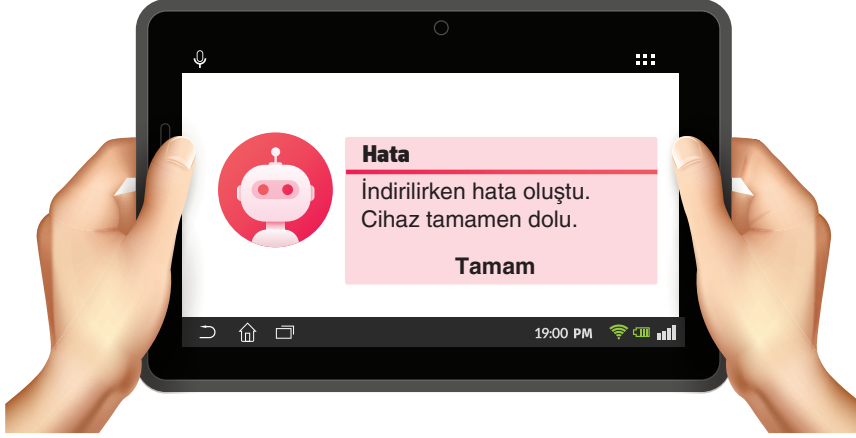 Hata
İndirilirken hata oluştu.
Cihaz tamamen dolu.
Tamam
19:00 PM